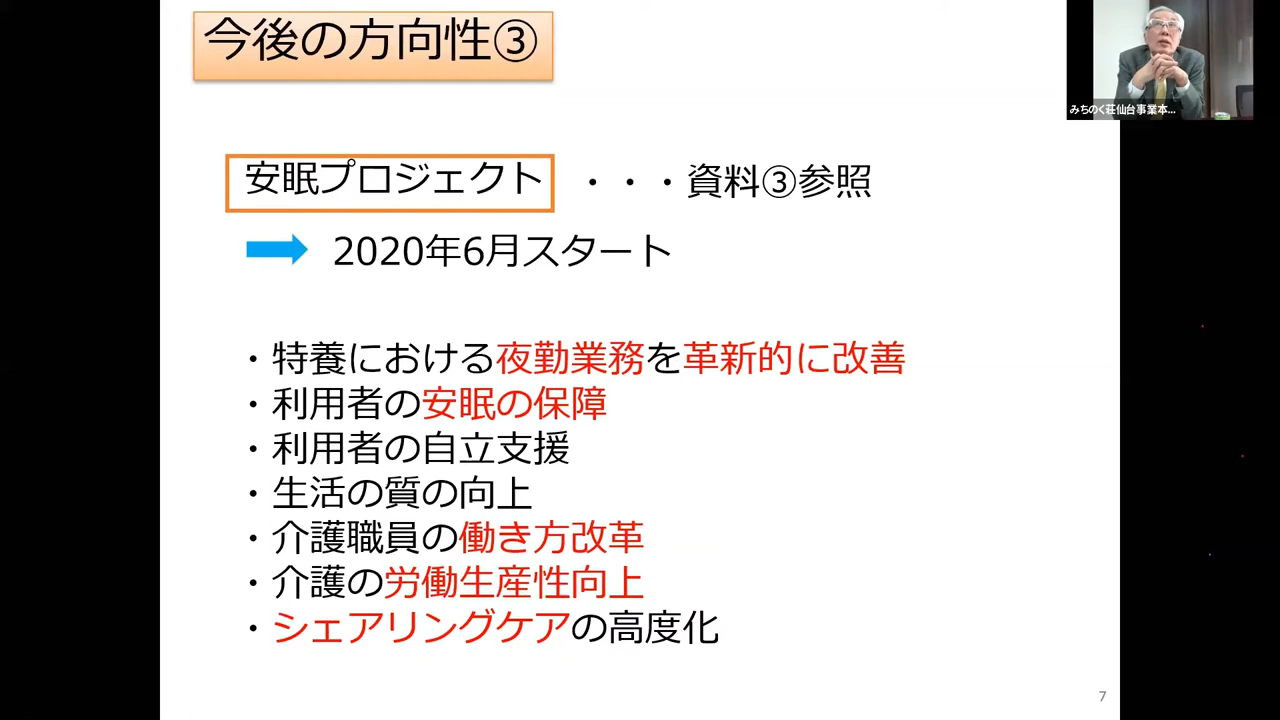 今後の方向性③
みちのく荘仙台事業本...
安眠プロジェクト ・・・資料③参照
2020年6月スタート
・特養における夜勤業務を革新的に改善
・利用者の安眠の保障
・利用者の自立支援
・生活の質の向上
・介護職員の働き方改革
・介護の労働生産性向上
・シェアリングケアの高度化
7